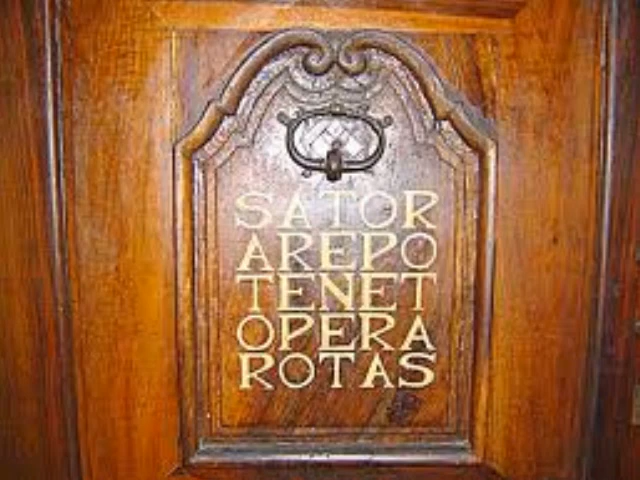 SATOR
AREPO
TENET
OPERA
ROTAS